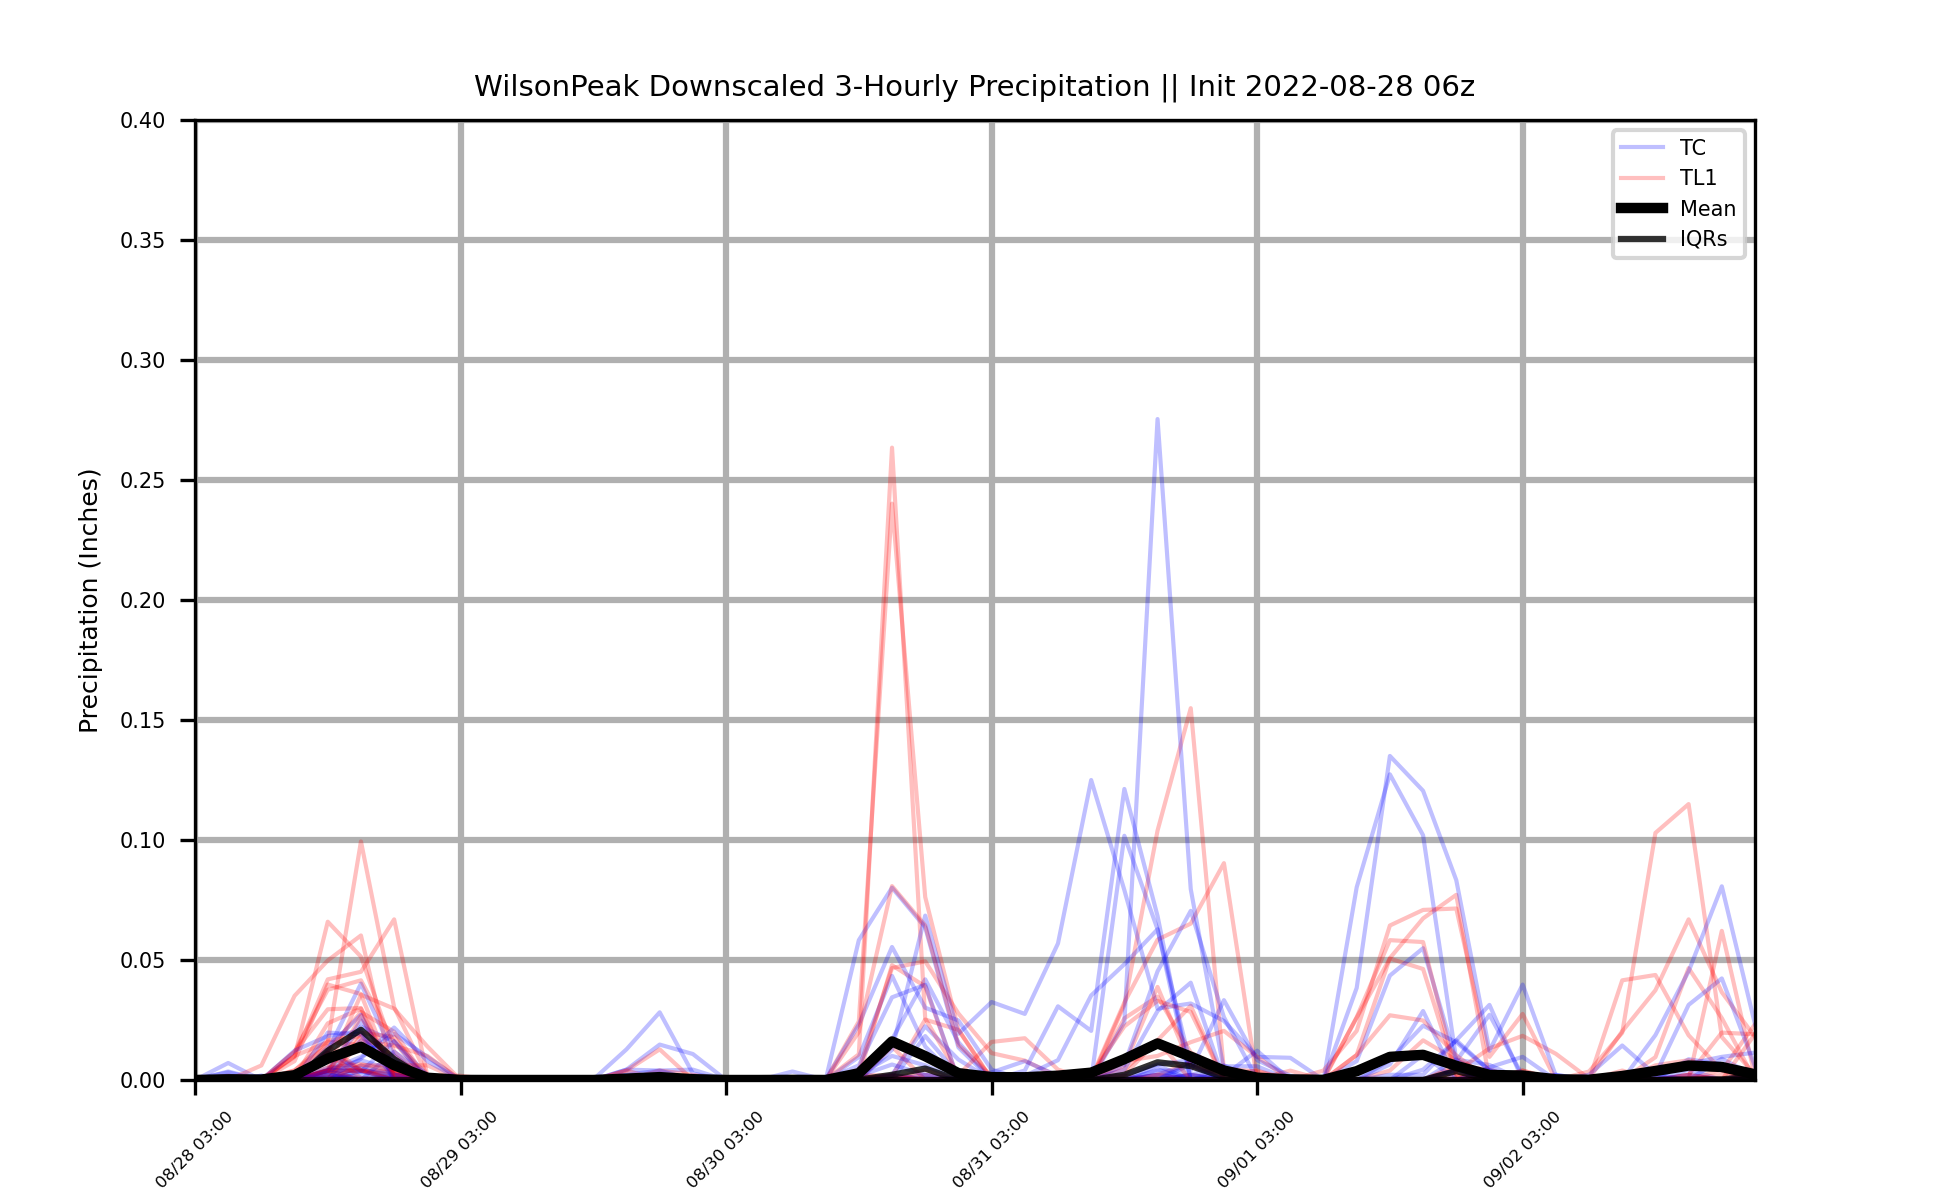 WilsonPeak Downscaled 3-Hourly Precipitation || Init 2022-08-28 06z
TC
TL1
Mean
IQRs
Precipitation (Inches)
0.40
0.35
0.30
0.25
0.20
0.15
0.10
0.05
0.00
08/28 03:00
08/29 03:00
08/30 03:00
08/31 03:00
09/01 03:00
09/02 03:00